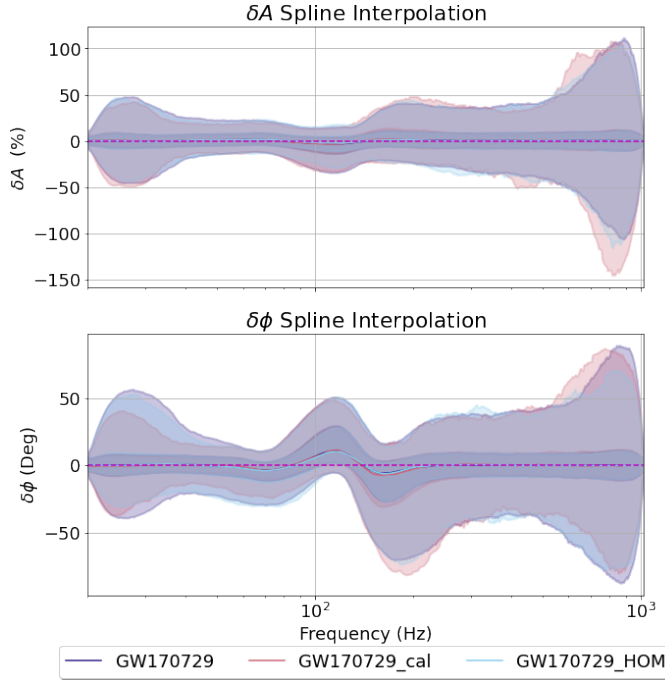 δA Spline Interpolation
100
50
0
−50
−100
−150
δA (%)
δϕ Spline Interpolation
50
0
−50
δϕ (Deg)
10²
10³
Frequency (Hz)
GW170729
GW170729_cal
GW170729_HOM